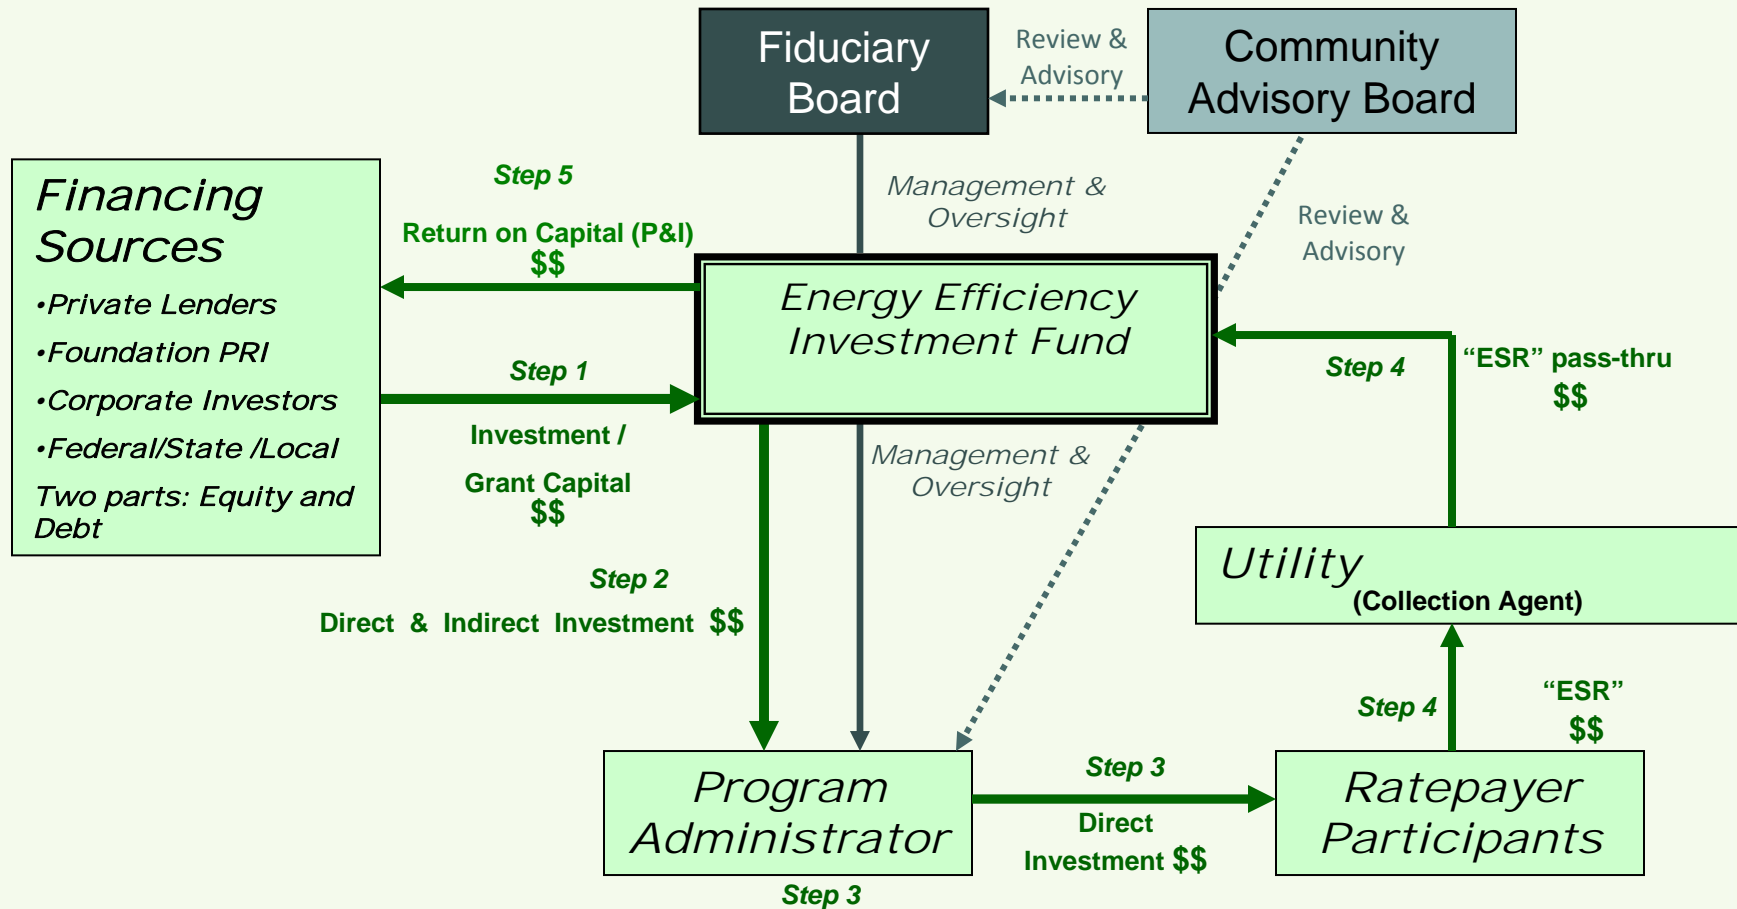 Fiduciary
Board
Review &
Advisory
Community
Advisory Board
Financing
Sources
•Private Lenders
•Foundation PRI
•Corporate Investors
•Federal/State /Local
Two parts: Equity and
Debt
Step 5
Return on Capital (P&I)
$$
Management &
Oversight
Review &
Advisory
Energy Efficiency
Investment Fund
Step 1
Investment /
Grant Capital
$$
Step 4
“ESR” pass-thru
$$
Management &
Oversight
Step 2
Direct & Indirect Investment $$
Utility
(Collection Agent)
Step 4
“ESR”
$$
Program
Administrator
Step 3
Step 3
Direct
Investment $$
Ratepayer
Participants